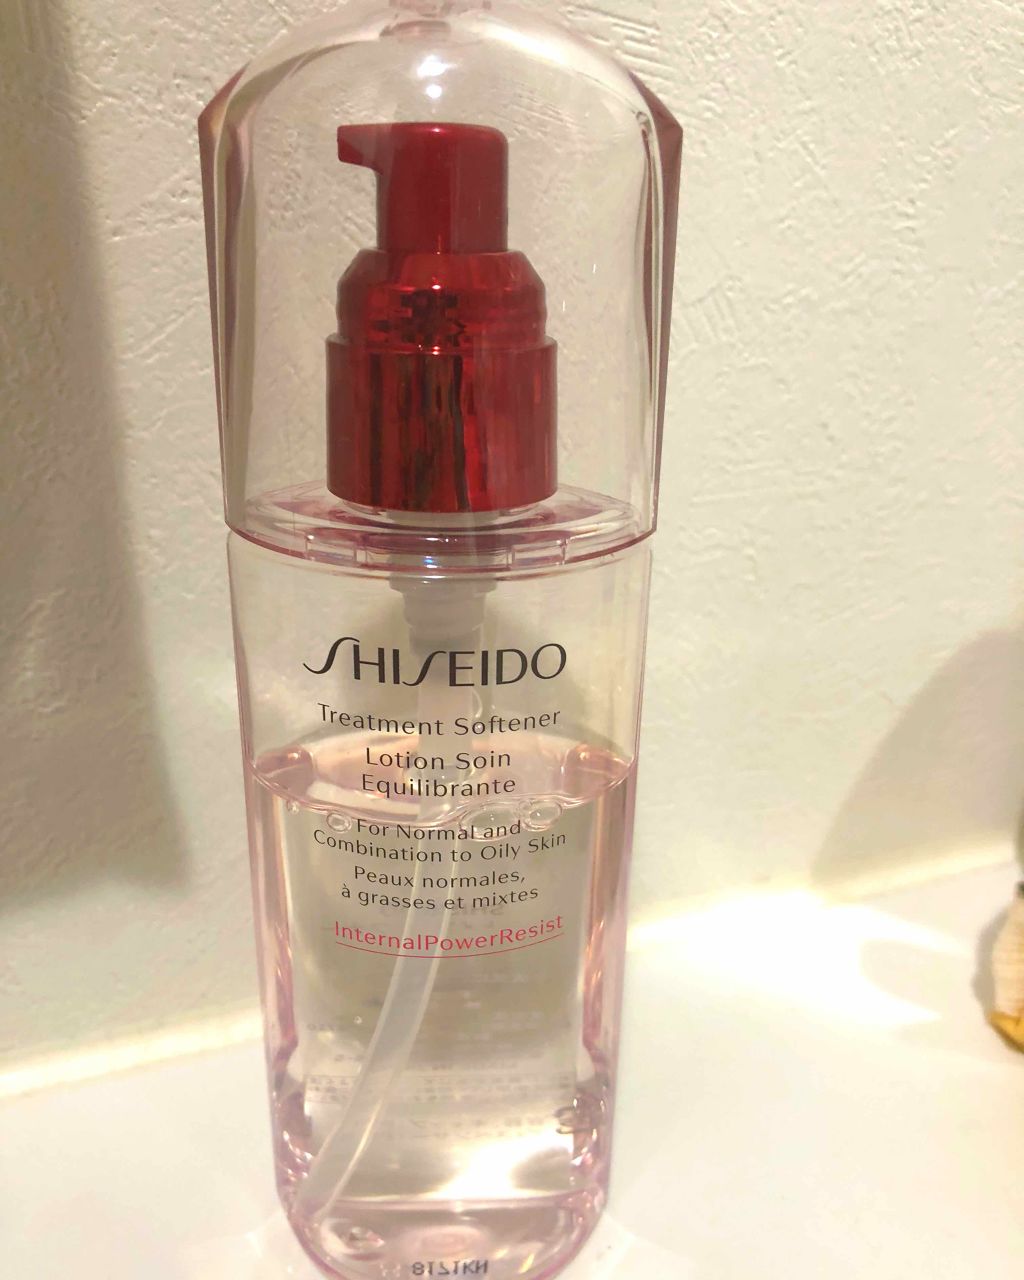 SHISEIDO
Treatment Softener
Lotion Soin
Equilibrante
For Normal and
Combination to Oily Skin
Peaux normales,
à grasses et mixtes
InternalPowerResist